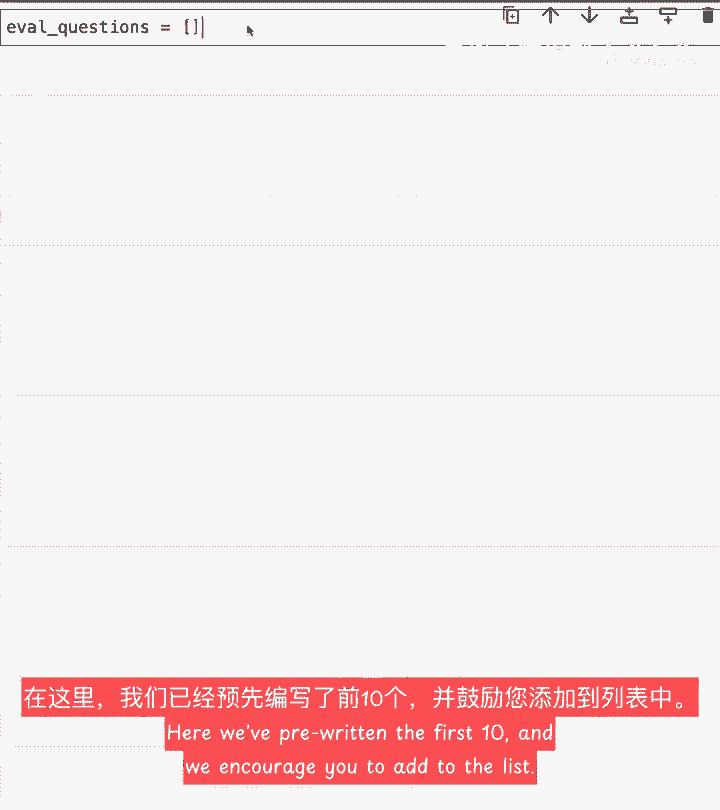 eval_questions = []
在这里，我们已经预先编写了前10个，并鼓励您添加到列表中。
Here we've pre-written the first 10, and
we encourage you to add to the list.